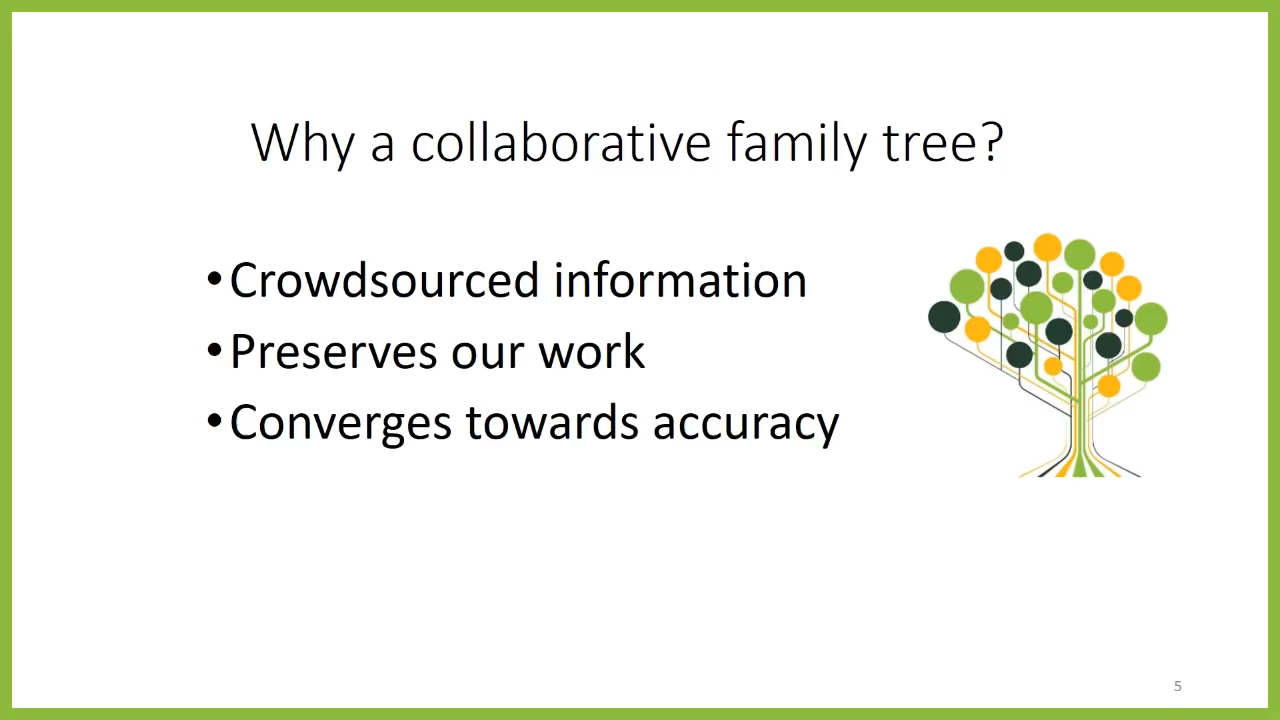 Why a collaborative family tree?
•Crowdsourced information
•Preserves our work
•Converges towards accuracy
5